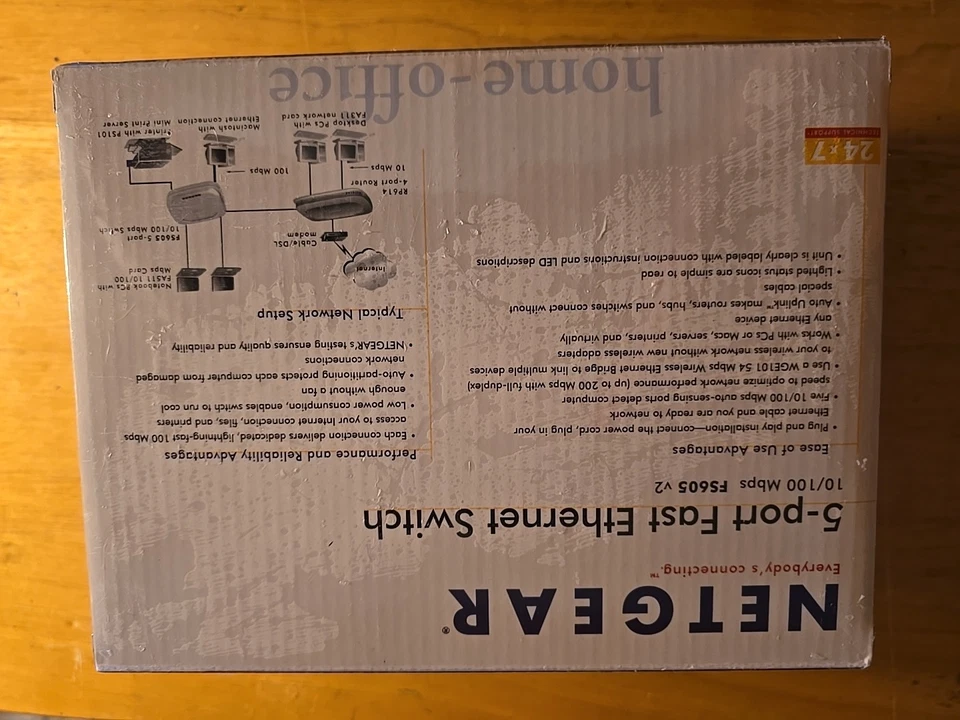 NETGEAR®
Everybody's connecting.™
5-port Fast Ethernet Switch
10/100 Mbps FS605 v2
Ease of Use Advantages
• Plug and play installation—connect the power cord, plug in your
Ethernet cable and you are ready to network
• Five 10/100 Mbps auto-sensing ports detect computer
speed to optimize network performance (up to 200 Mbps with full-duplex)
• Use a WGE101 54 Mbps Wireless Ethernet Bridge to link multiple devices
to your wireless network without new wireless adapters
• Works with PCs or Macs, servers, printers, and virtually
any Ethernet device
• Auto Uplink™ makes routers, hubs, and switches connect without
special cables
• Lighted status icons are simple to read
• Unit is clearly labeled with connection instructions and LED descriptions
Performance and Reliability Advantages
• Each connection delivers dedicated, lightning-fast 100 Mbps
access to your Internet connection, files, and printers
• Low power consumption, enables switch to run cool
enough without a fan
• Auto-partitioning protects each computer from damaged
network connections
• NETGEAR's testing ensures quality and reliability
Typical Network Setup
Internet
Cable/DSL
modem
RP614
4-port Router
10 Mbps
Desktop PCs with
FA311 network card
Notebook PCs with
FA511 10/100
Mbps Card
FS605 5-port
10/100 Mbps Switch
100 Mbps
Macintosh with
Ethernet connection
Printer with PS101
Mini Print Server
24 x 7
TECHNICAL SUPPORT
home-office